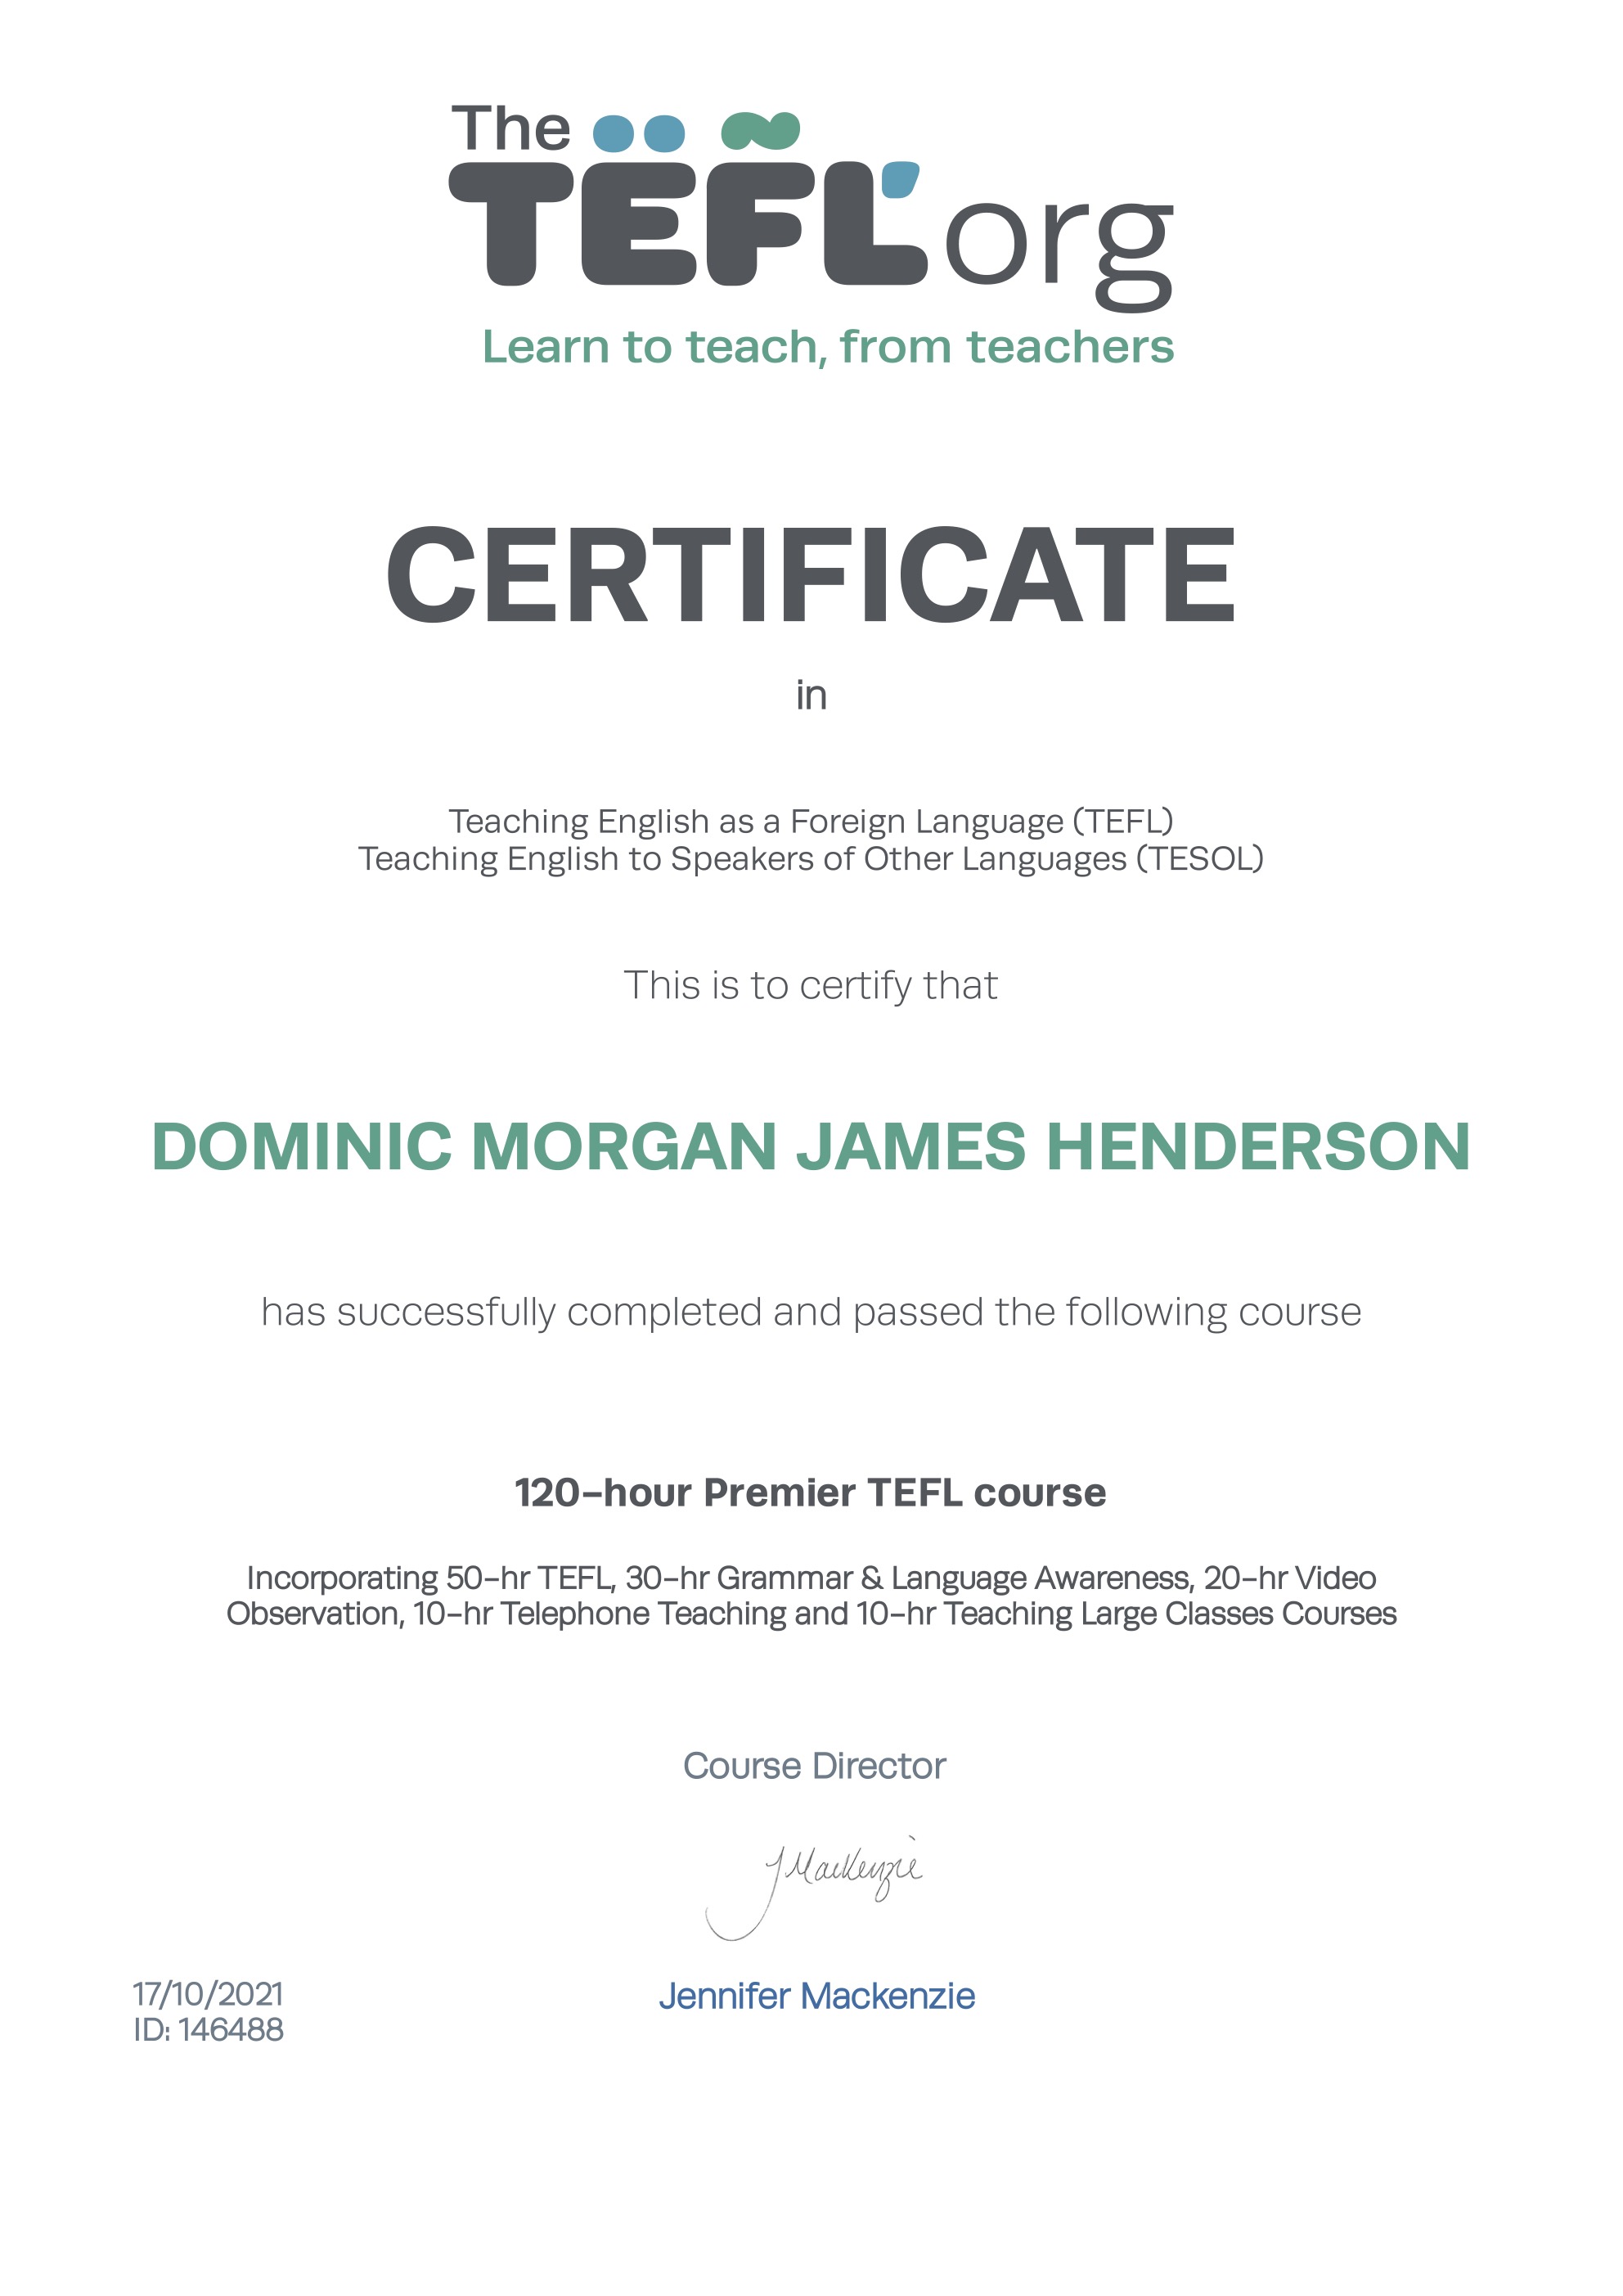 The
TËFL'org
Learn to teach, from teachers
CERTIFICATE
in
Teaching English as a Foreign Language (TEFL)
Teaching English to Speakers of Other Languages (TESOL)
This is to certify that
DOMINIC MORGAN JAMES HENDERSON
has successfully completed and passed the following course
120-hour Premier TEFL course
Incorporating 50-hr TEFL, 30-hr Grammar & Language Awareness, 20-hr Video
Observation, 10-hr Telephone Teaching and 10-hr Teaching Large Classes Courses
Course Director
JMacKenzie
Jennifer Mackenzie
17/10/2021
ID: 146488